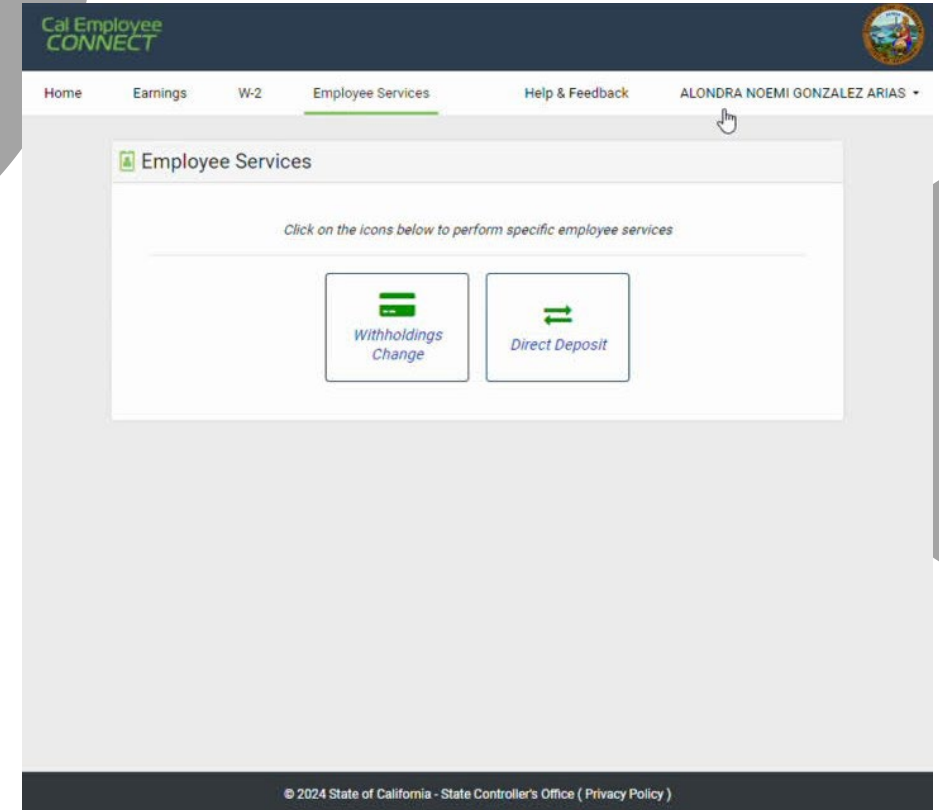 Cal Employee
CONNECT
Home Earnings W-2 Employee Services Help & Feedback ALONDRA NOEMI GONZALEZ ARIAS
Employee Services
Click on the icons below to perform specific employee services
Withholdings
Change
Direct Deposit
© 2024 State of California - State Controller's Office ( Privacy Policy )